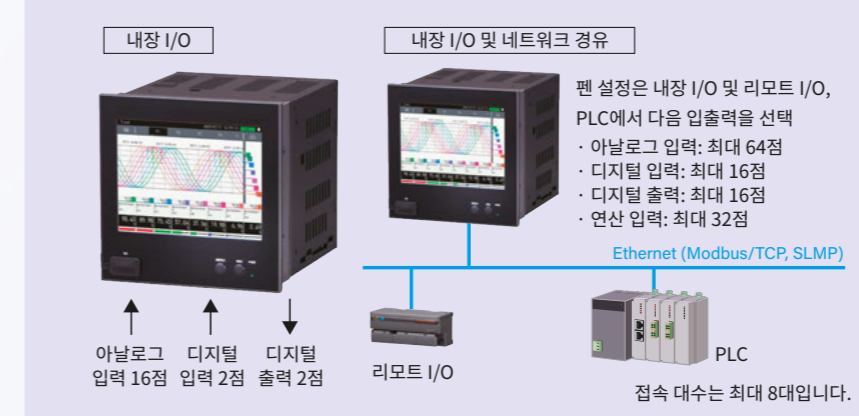 내장 I/O
아날로그
입력 16점
디지털
입력 2점
디지털
출력 2점
내장 I/O 및 네트워크 경유
펜 설정은 내장 I/O 및 리모트 I/O,
PLC에서 다음 입출력을 선택
· 아날로그 입력: 최대 64점
· 디지털 입력: 최대 16점
· 디지털 출력: 최대 16점
· 연산 입력: 최대 32점
Ethernet (Modbus/TCP, SLMP)
리모트 I/O
PLC
접속 대수는 최대 8대입니다.